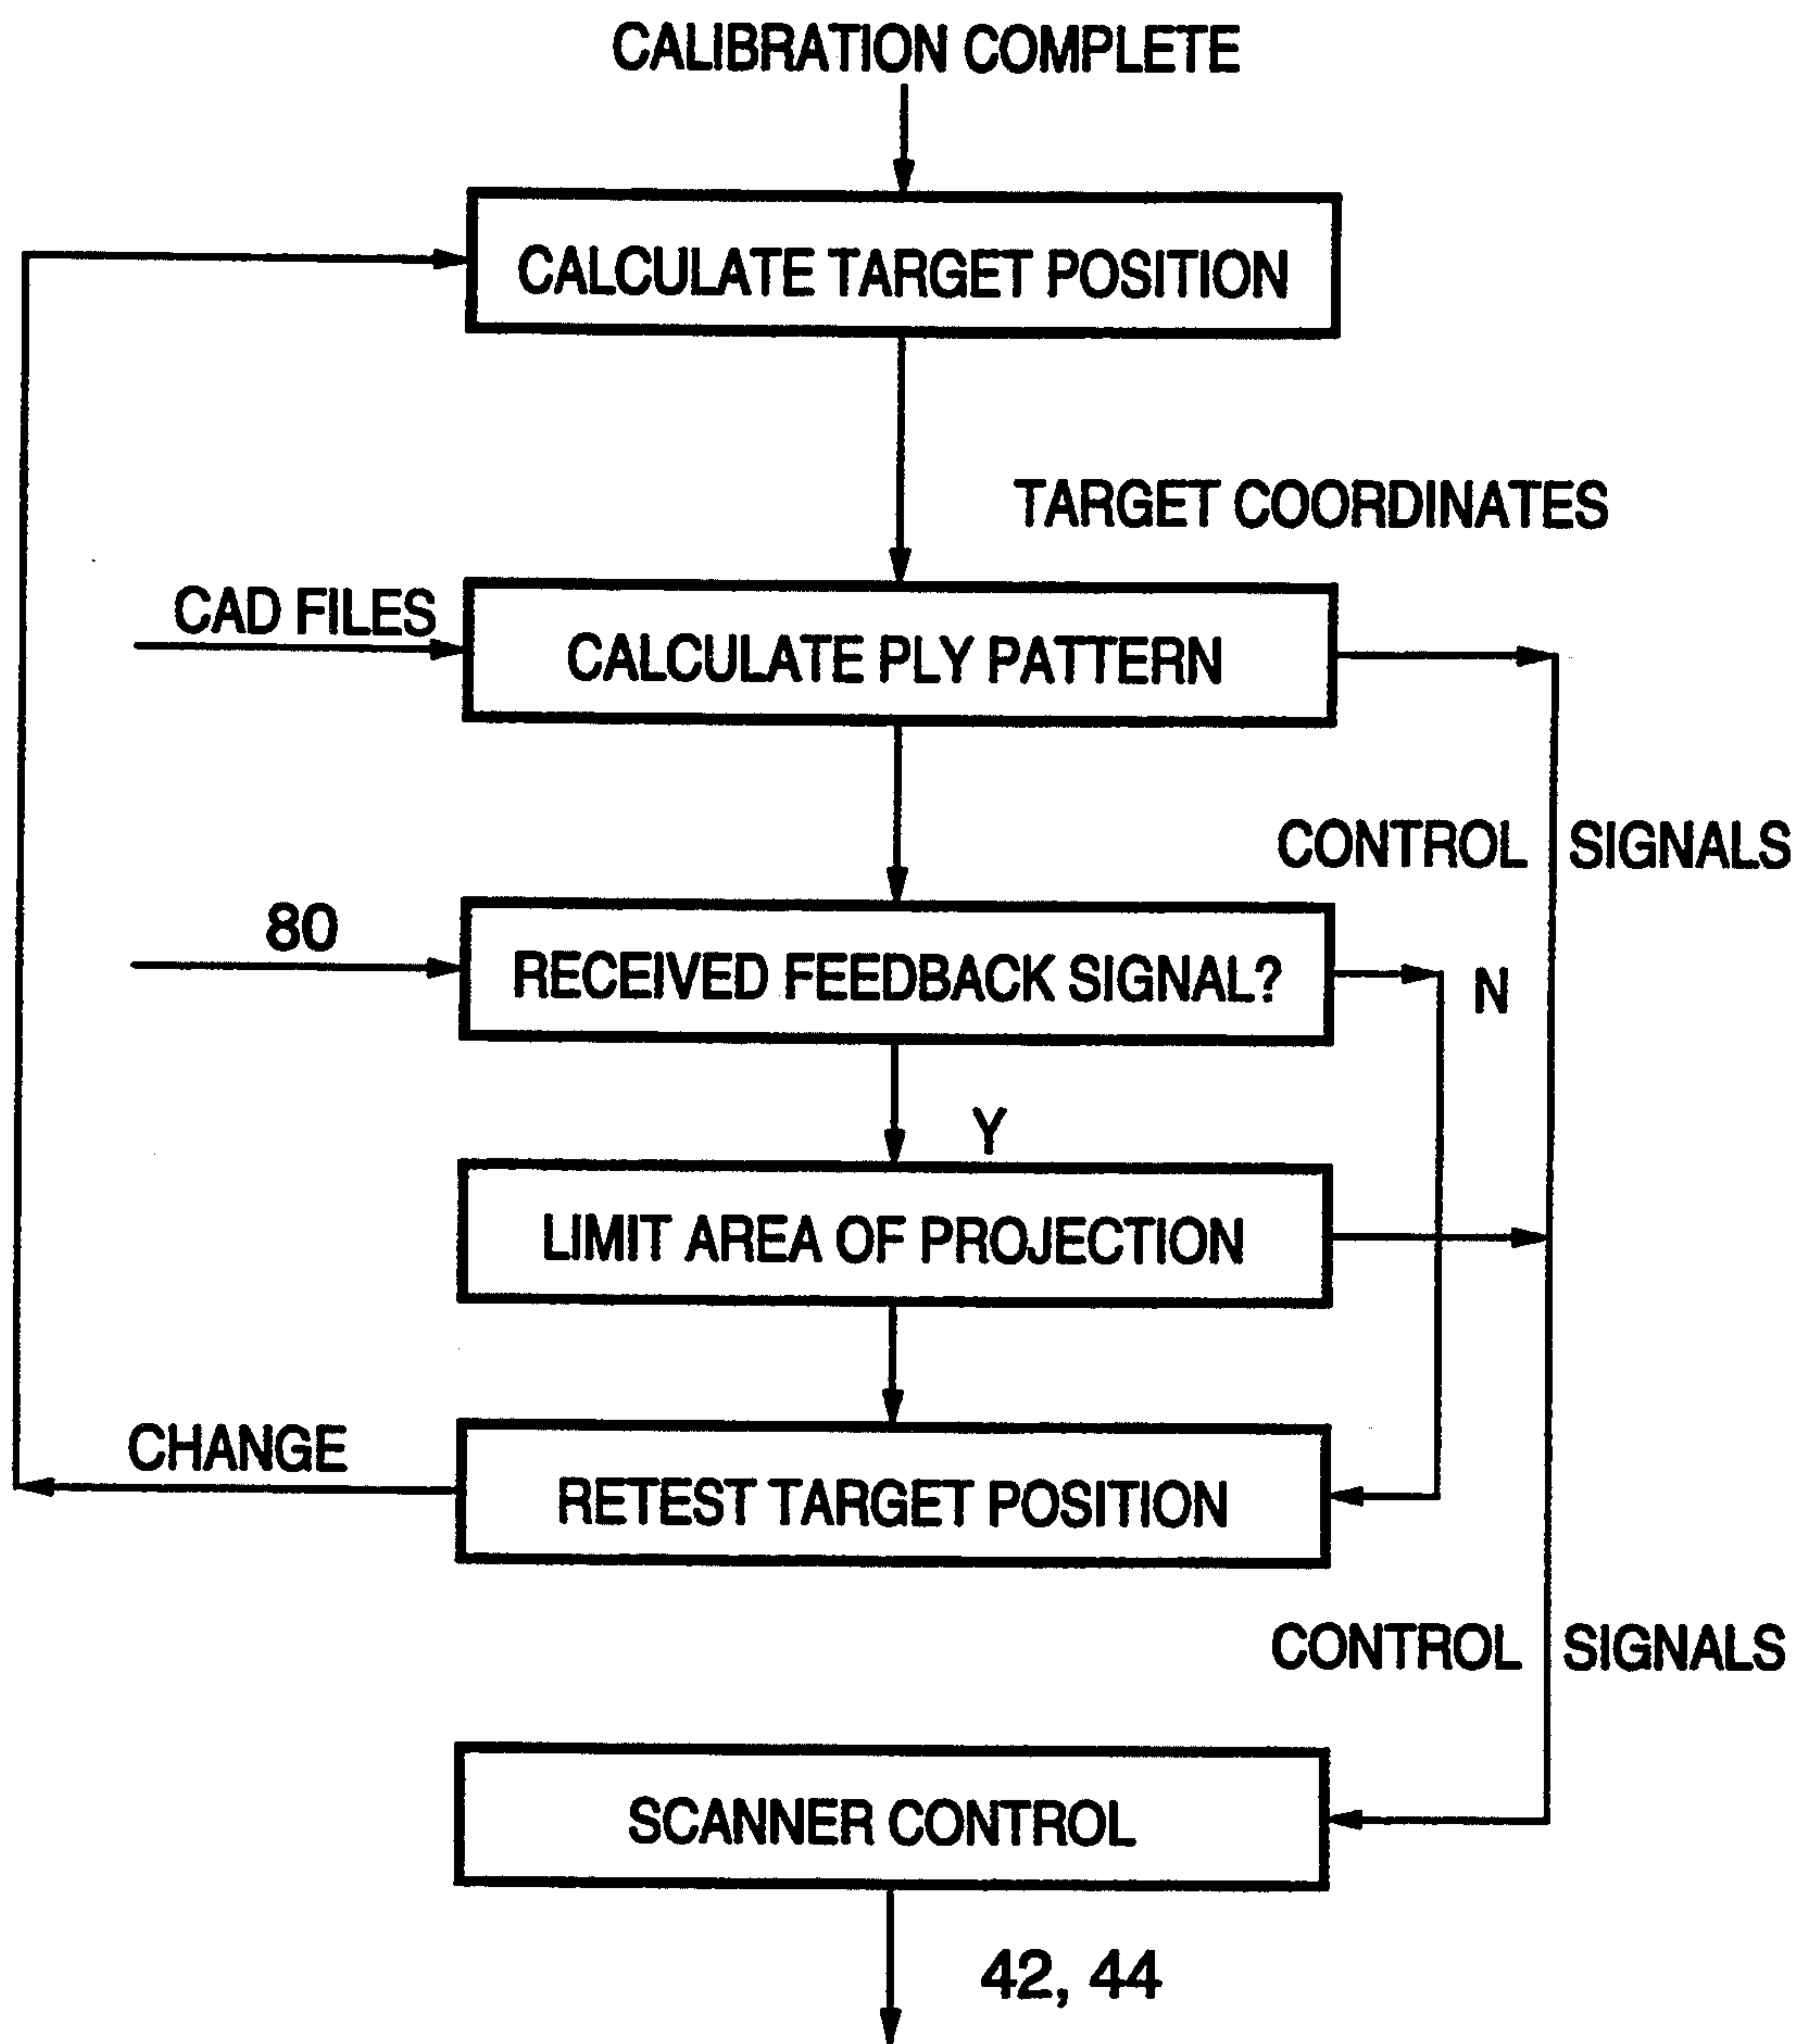 CALIBRATION COMPLETE
CALCULATE TARGET POSITION
TARGET COORDINATES
CAD FILES
CALCULATE PLY PATTERN
CONTROL SIGNALS
80
RECEIVED FEEDBACK SIGNAL?
N
Y
LIMIT AREA OF PROJECTION
CHANGE
RETEST TARGET POSITION
CONTROL SIGNALS
SCANNER CONTROL
42, 44